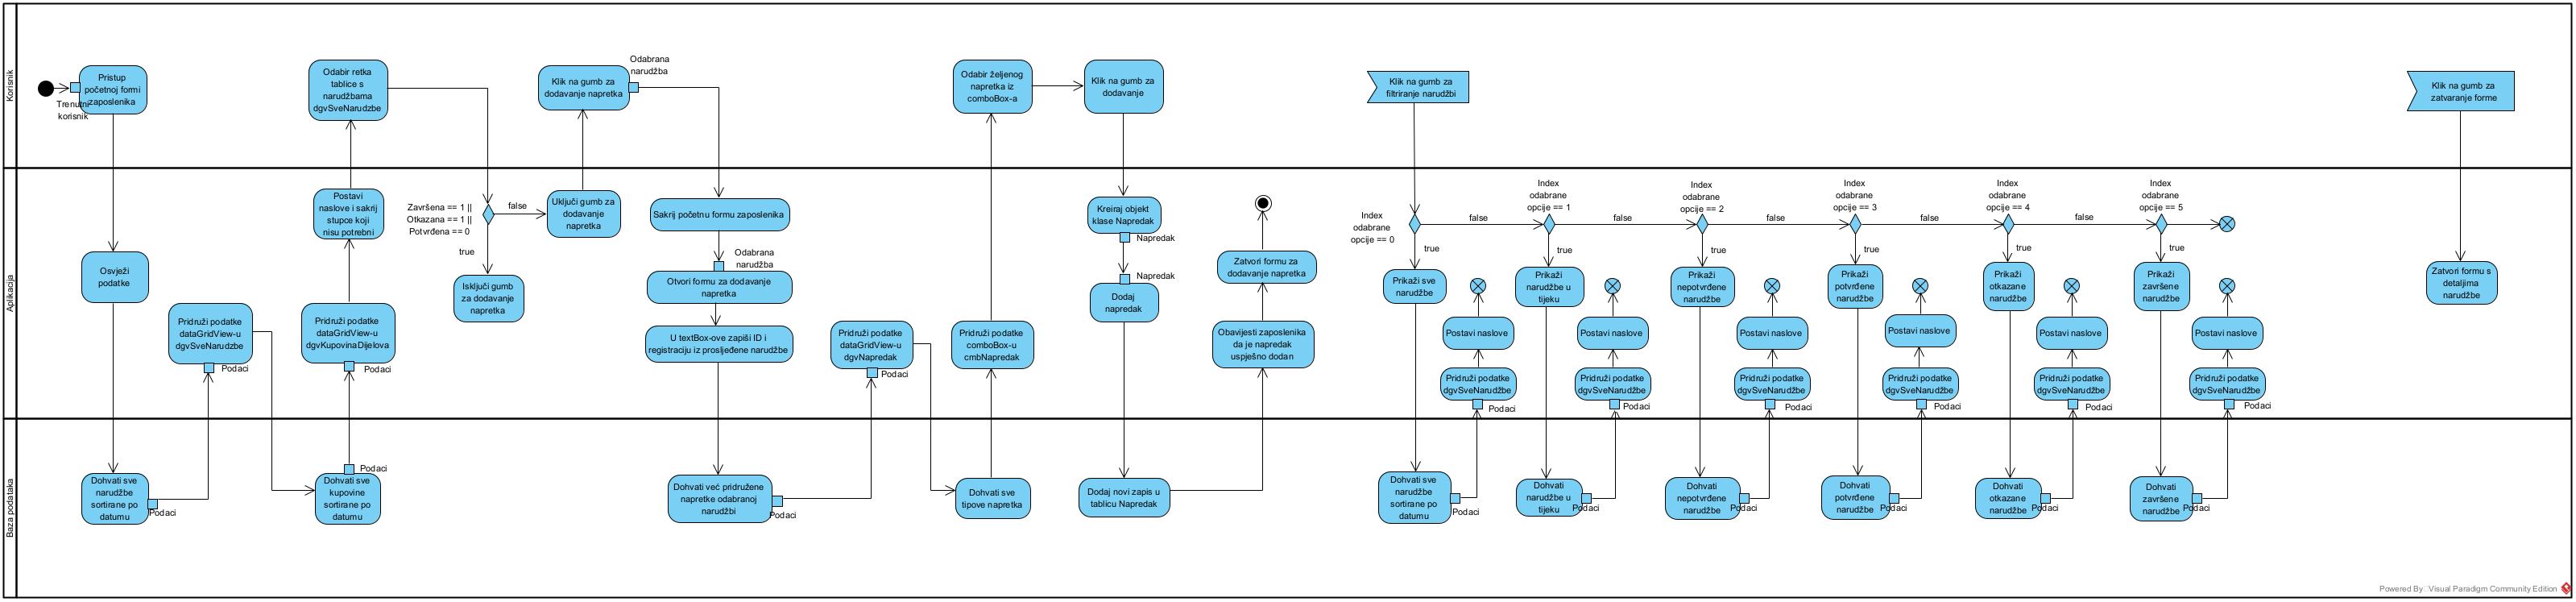 Korisnik
Trenutni
korisnik
Pristup
početnoj formi
zaposlenika
Odabir retka
tablice s
narudžbama
dgvSveNarudzbe
Klik na gumb za
dodavanje napretka
Odabrana
narudžba
Odabir željenog
napretka iz
comboBox-a
Klik na gumb za
dodavanje
Klik na gumb za
filtriranje narudžbi
Klik na gumb za
zatvaranje forme
Aplikacija
Osvježi
podatke
Pridruži podatke
dataGridView-u
dgvSveNarudzbe
Podaci
Postavi
naslove i sakrij
stupce koji
nisu potrebni
Pridruži podatke
dataGridView-u
dgvKupovinaDijelova
Podaci
Završena == 1 ||
Otkazana == 1 ||
Potvrđena == 0
false
true
Isključi gumb
za dodavanje
napretka
Uključi gumb za
dodavanje
napretka
Sakrij početnu formu zaposlenika
Odabrana
narudžba
Otvori formu za dodavanje
napretka
U textBox-ove zapiši ID i
registraciju iz prosljeđene narudžbe
Pridruži podatke
dataGridView-u
dgvNapredak
Podaci
Pridruži podatke
comboBox-u
cmbNapredak
Kreiraj objekt
klase Napredak
Napredak
Napredak
Dodaj
napredak
Zatvori formu za
dodavanje napretka
Obavijesti zaposlenika
da je napredak
uspješno dodan
Index
odabrane
opcije == 0
false
true
Prikaži sve
narudžbe
Postavi naslove
Pridruži podatke
dgvSveNarudžbe
Podaci
Index
odabrane
opcije == 1
false
true
Prikaži
narudžbe u
tijeku
Postavi naslove
Pridruži podatke
dgvSveNarudžbe
Podaci
Index
odabrane
opcije == 2
false
true
Prikaži
nepotvrđene
narudžbe
Postavi naslove
Pridruži podatke
dgvSveNarudžbe
Podaci
Index
odabrane
opcije == 3
false
true
Prikaži
potvrđene
narudžbe
Postavi naslove
Pridruži podatke
dgvSveNarudžbe
Podaci
Index
odabrane
opcije == 4
false
true
Prikaži
otkazane
narudžbe
Postavi naslove
Pridruži podatke
dgvSveNarudžbe
Podaci
Index
odabrane
opcije == 5
true
Prikaži
završene
narudžbe
Postavi naslove
Pridruži podatke
dgvSveNarudžbe
Podaci
Zatvori formu s
detaljima
narudžbe
Baza podataka
Dohvati sve
narudžbe
sortirane po
datumu
Podaci
Podaci
Dohvati sve
kupovine
sortirane po
datumu
Dohvati već pridružene
napretke odabranoj
narudžbi
Podaci
Dohvati sve
tipove napretka
Dodaj novi zapis u
tablicu Napredak
Dohvati sve
narudžbe
sortirane po
datumu
Podaci
Dohvati
narudžbe u
tijeku
Podaci
Dohvati
nepotvrđene
narudžbe
Podaci
Dohvati
potvrđene
narudžbe
Podaci
Dohvati
otkazane
narudžbe
Podaci
Dohvati
završene
narudžbe
Podaci
Powered By Visual Paradigm Community Edition